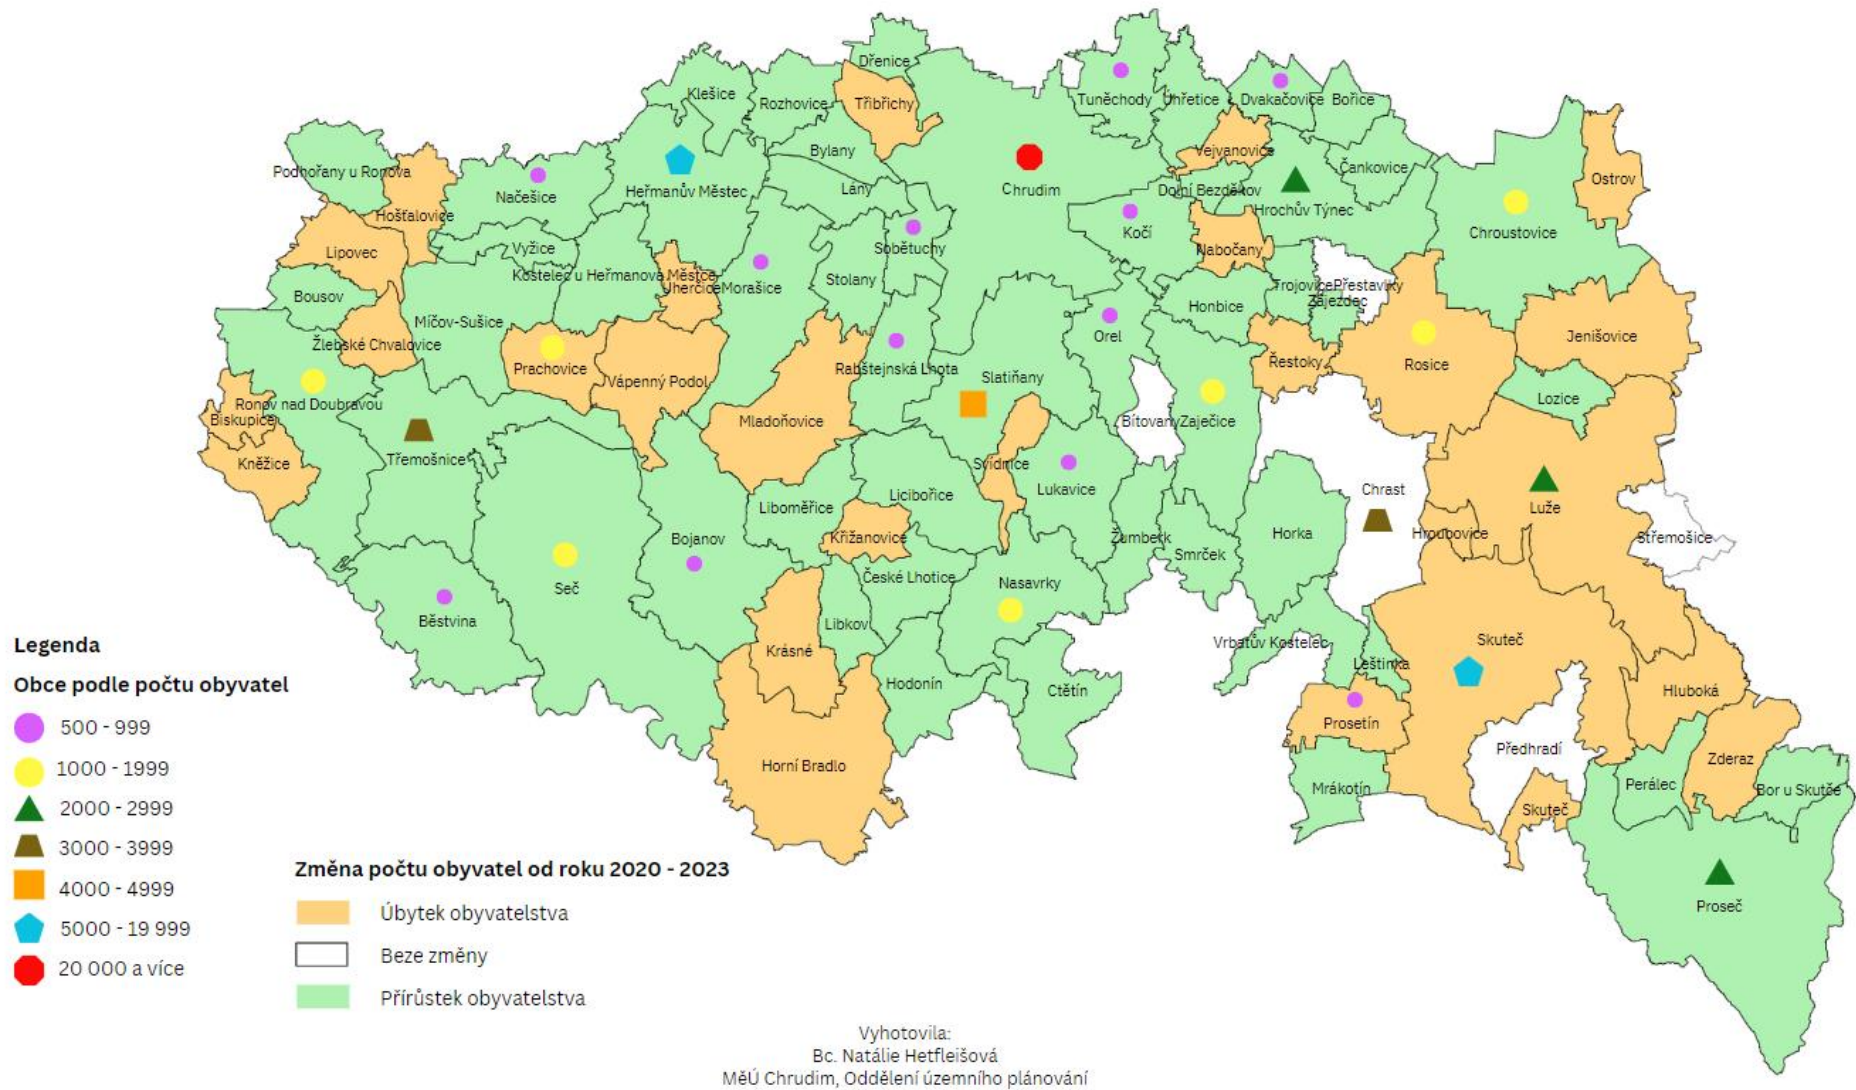 Dřenice
Klešice
Rozhovice
Třibřichy
Tuněchody
Úhřetice
Dvakačovice
Bořice
Bylany
Vejvanovice
Čankovice
Podhořany u Ronova
Ostrov
Načešice
Heřmanův Městec
Lány
Chrudim
Dolní Bezděkov
Hrochův Týnec
Hošťalovice
Kočí
Chroustovice
Lipovec
Vyžice
Sobětuchy
Nabočany
Kostelec u Heřmanova Městce
Stolany
Úherčice
Morašice
Trojovice
Přestavlky
Bousov
Zájezdec
Honbice
Míčov-Sušice
Orel
Jenišovice
Žlebské Chvalovice
Řestoky
Rosice
Prachovice
Rabštejnská Lhota
Vápenný Podol
Slatiňany
Lozice
Ronov nad Doubravou
Biskupice
Mladoňovice
Bítovany
Zaječice
Třemošnice
Kněžice
Svídnice
Lukavice
Chrast
Licibořice
Liboměřice
Luže
Horka
Hroubovice
Křižanovice
Bojanov
Žumberk
Střemošice
Smrček
České Lhotice
Nasavrky
Seč
Běstvina
Libkov
Skuteč
Vrbatův Kostelec
Krásné
Leštinka
Hodonín
Ctětín
Hluboká
Prosetín
Předhradí
Zderaz
Horní Bradlo
Mrákotín
Perálec
Bor u Skutče
Skuteč
Proseč
Legenda
Obce podle počtu obyvatel
500 - 999
1000 - 1999
2000 - 2999
3000 - 3999
4000 - 4999
5000 - 19 999
20 000 a více
Změna počtu obyvatel od roku 2020 - 2023
Úbytek obyvatelstva
Beze změny
Přírůstek obyvatelstva
Vyhotovila:
Bc. Natálie Hetfleišová
MěÚ Chrudim, Oddělení územního plánování